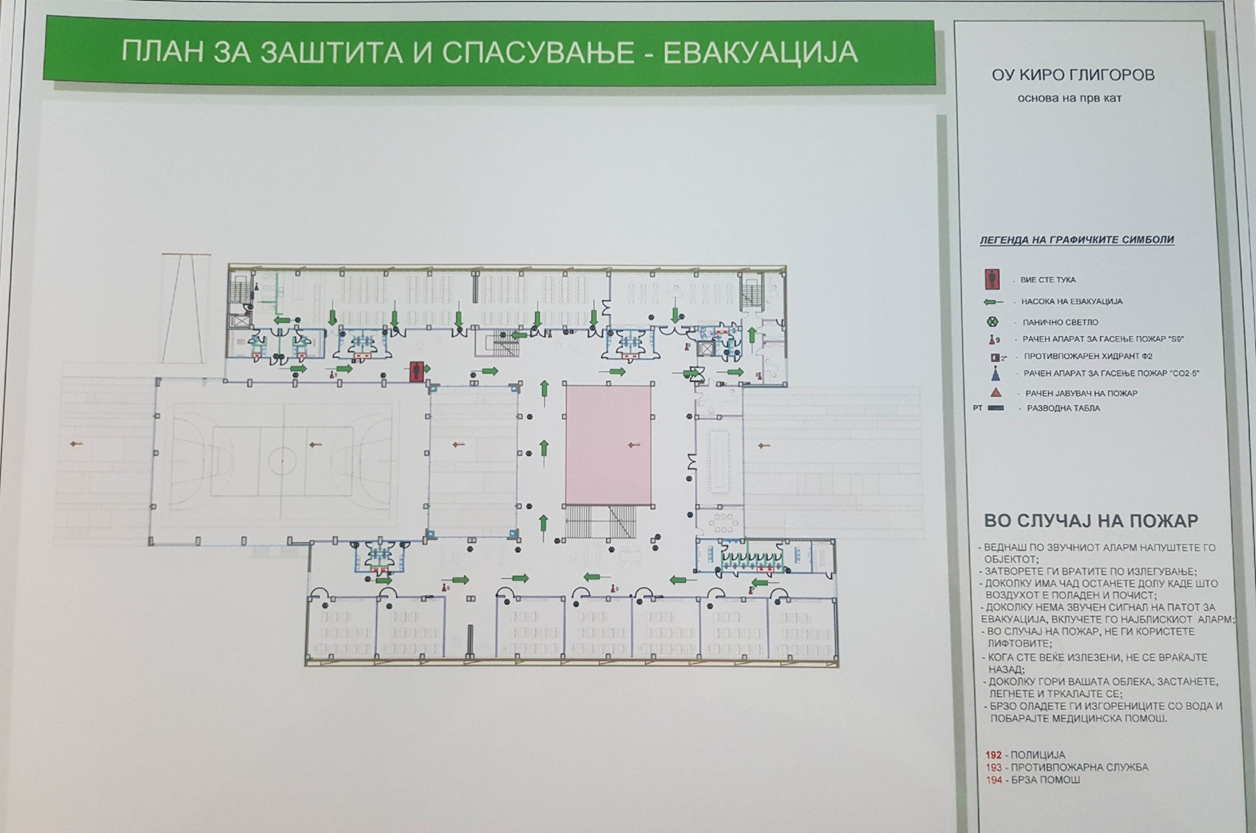 ПЛАН ЗА ЗАШТИТА И СПАСУВАЊЕ - ЕВАКУАЦИЈА
ОУ КИРО ГЛИГОРОВ
основа на прв кат
ЛЕГЕНДА НА ГРАФИЧКИТЕ СИМБОЛИ
- ВИЕ СТЕ ТУКА
- НАСОКА НА ЕВАКУАЦИЈА
- ПАНИЧНО СВЕТЛО
- РАЧЕН АПАРАТ ЗА ГАСЕЊЕ ПОЖАР "S9"
- ПРОТИВПОЖАРЕН ХИДРАНТ Ф2
- РАЧЕН АПАРАТ ЗА ГАСЕЊЕ ПОЖАР "CO2-5"
- РАЧЕН ЈАВУВАЧ НА ПОЖАР
РТ - РАЗВОДНА ТАБЛА
ВО СЛУЧАЈ НА ПОЖАР
- ВЕДНАШ ПО ЗВУЧНИОТ АЛАРМ НАПУШТЕТЕ ГО
ОБЈЕКТОТ;
- ЗАТВОРЕТЕ ГИ ВРАТИТЕ ПО ИЗЛЕГУВАЊЕ;
- ДОКОЛКУ ИМА ЧАД ОСТАНЕТЕ ДОЛУ КАДЕ ШТО
ВОЗДУХОТ Е ПОЛАДЕН И ПОЧИСТ;
- ДОКОЛКУ НЕМА ЗВУЧЕН СИГНАЛ НА ПАТОТ ЗА
ЕВАКУАЦИЈА, ВКЛУЧЕТЕ ГО НАЈБЛИСКИОТ АЛАРМ;
- ВО СЛУЧАЈ НА ПОЖАР, НЕ ГИ КОРИСТЕТЕ
ЛИФТОВИТЕ;
- КОГА СТЕ ВЕЌЕ ИЗЛЕЗЕНИ, НЕ СЕ ВРАЌАЈТЕ
НАЗАД;
- ДОКОЛКУ ГОРИ ВАШАТА ОБЛЕКА, ЗАСТАНЕТЕ,
ЛЕГНЕТЕ И ТРКАЛАЈТЕ СЕ;
- БРЗО ОЛАДЕТЕ ГИ ИЗГОРЕНИЦИТЕ СО ВОДА И
ПОБАРАЈТЕ МЕДИЦИНСКА ПОМОШ.
192 - ПОЛИЦИЈА
193 - ПРОТИВПОЖАРНА СЛУЖБА
194 - БРЗА ПОМОШ